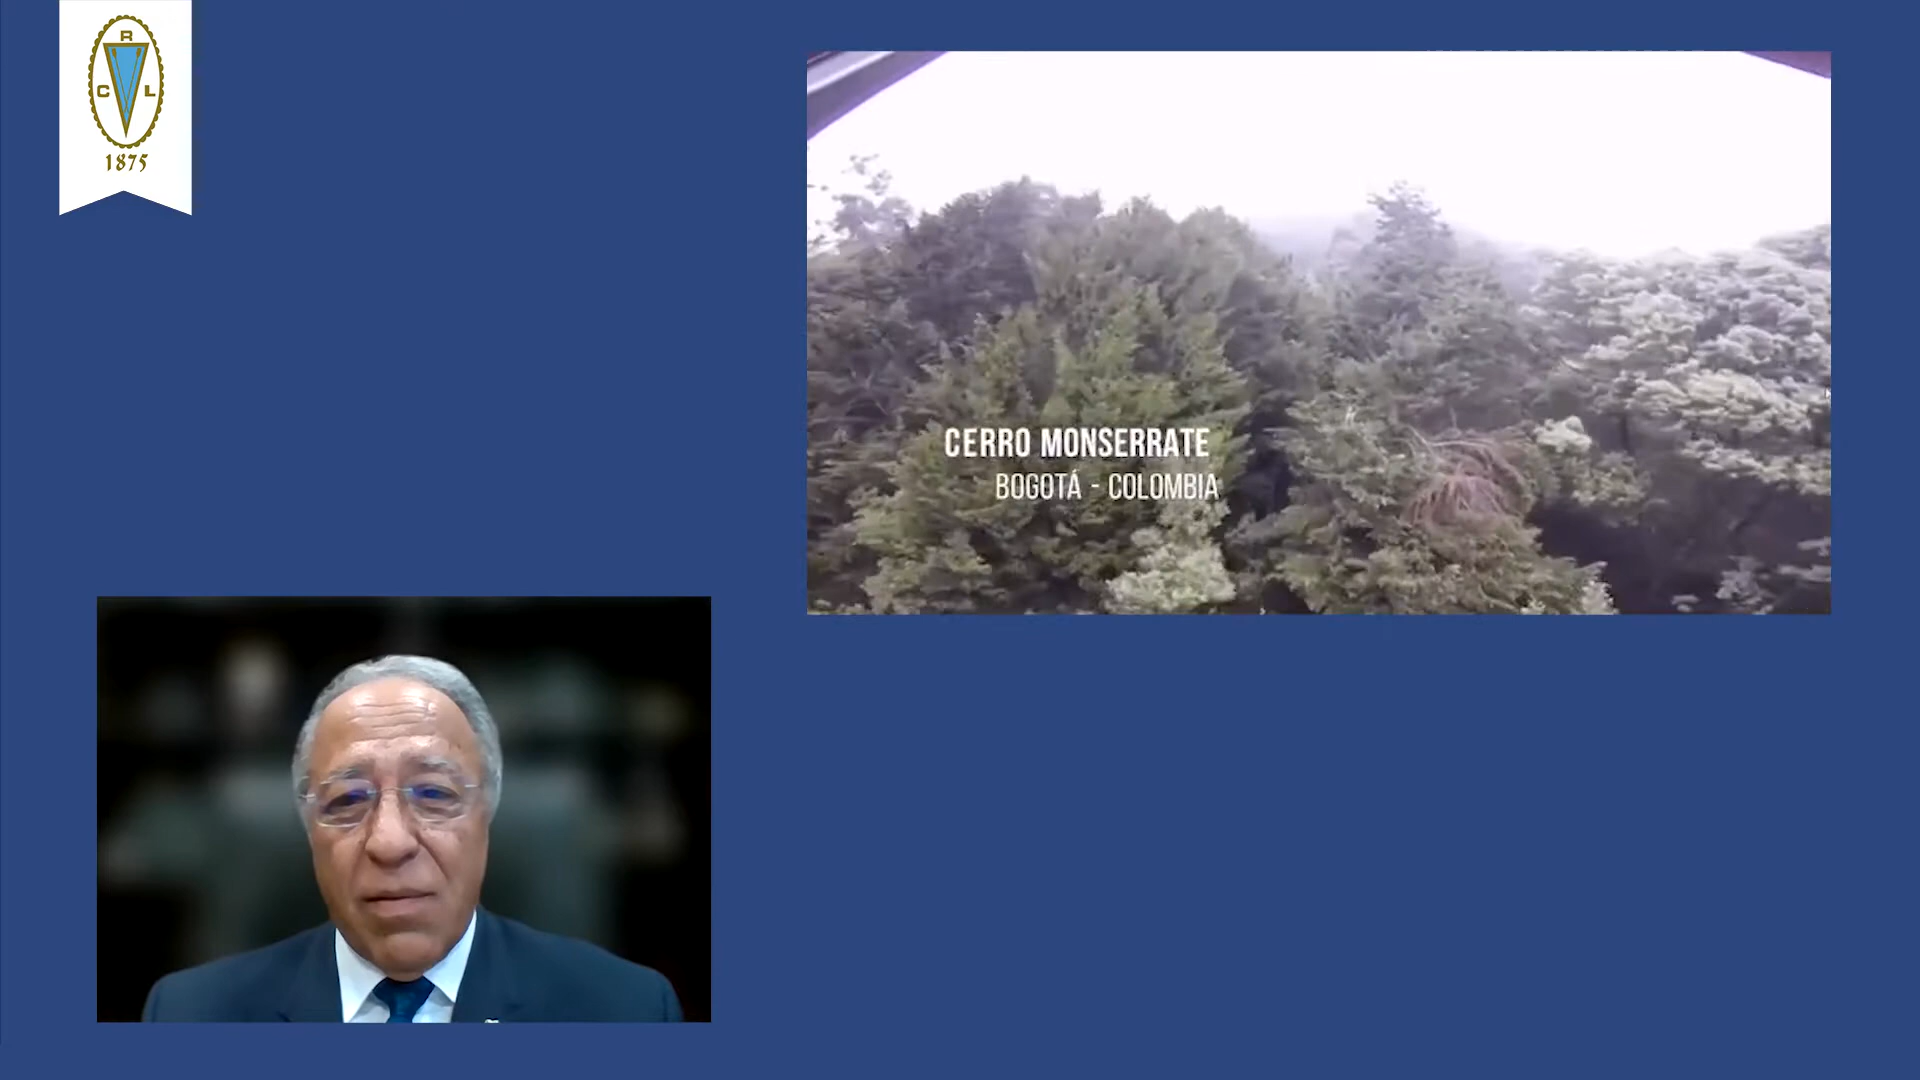 R
C L
1875
CERRO MONSERRATE
BOGOTÁ - COLOMBIA